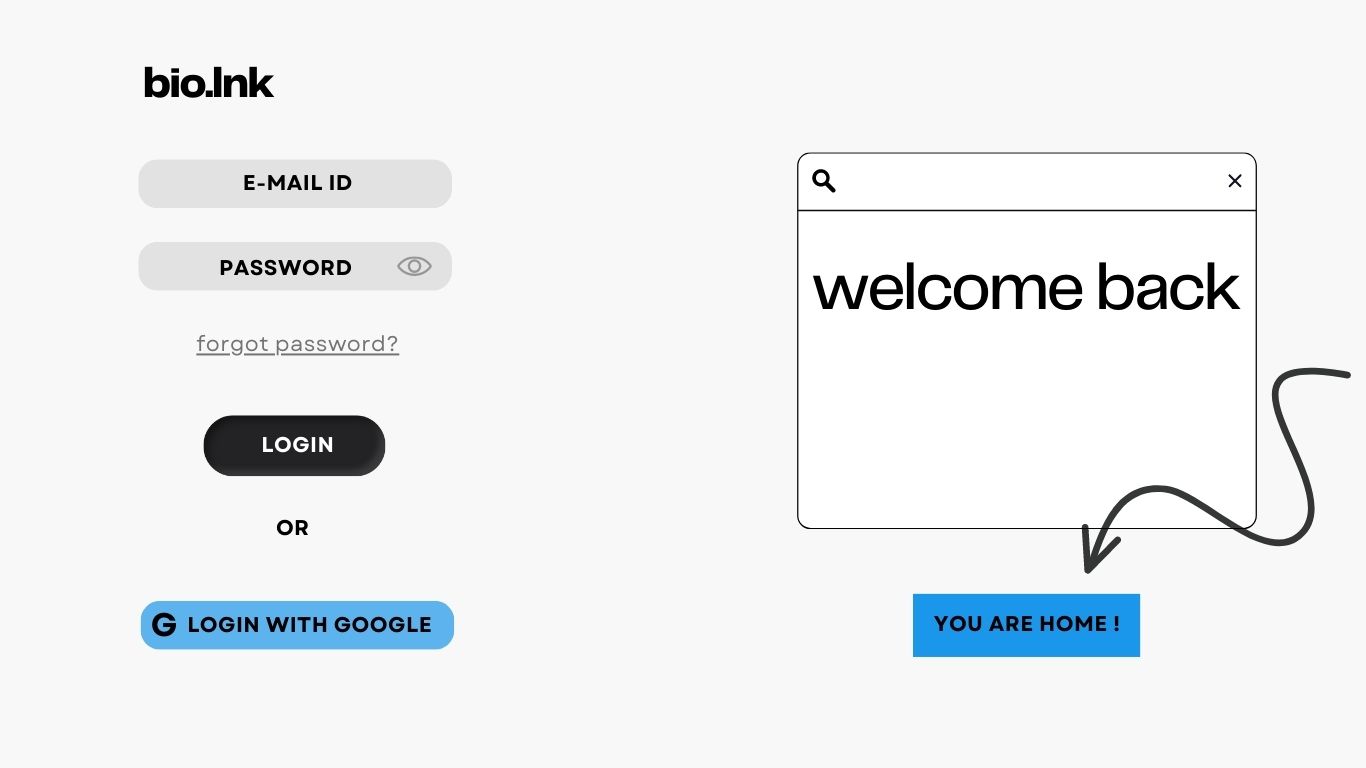 bio.lnk
E-MAIL ID
PASSWORD
forgot password?
LOGIN
OR
G LOGIN WITH GOOGLE
welcome back
YOU ARE HOME !